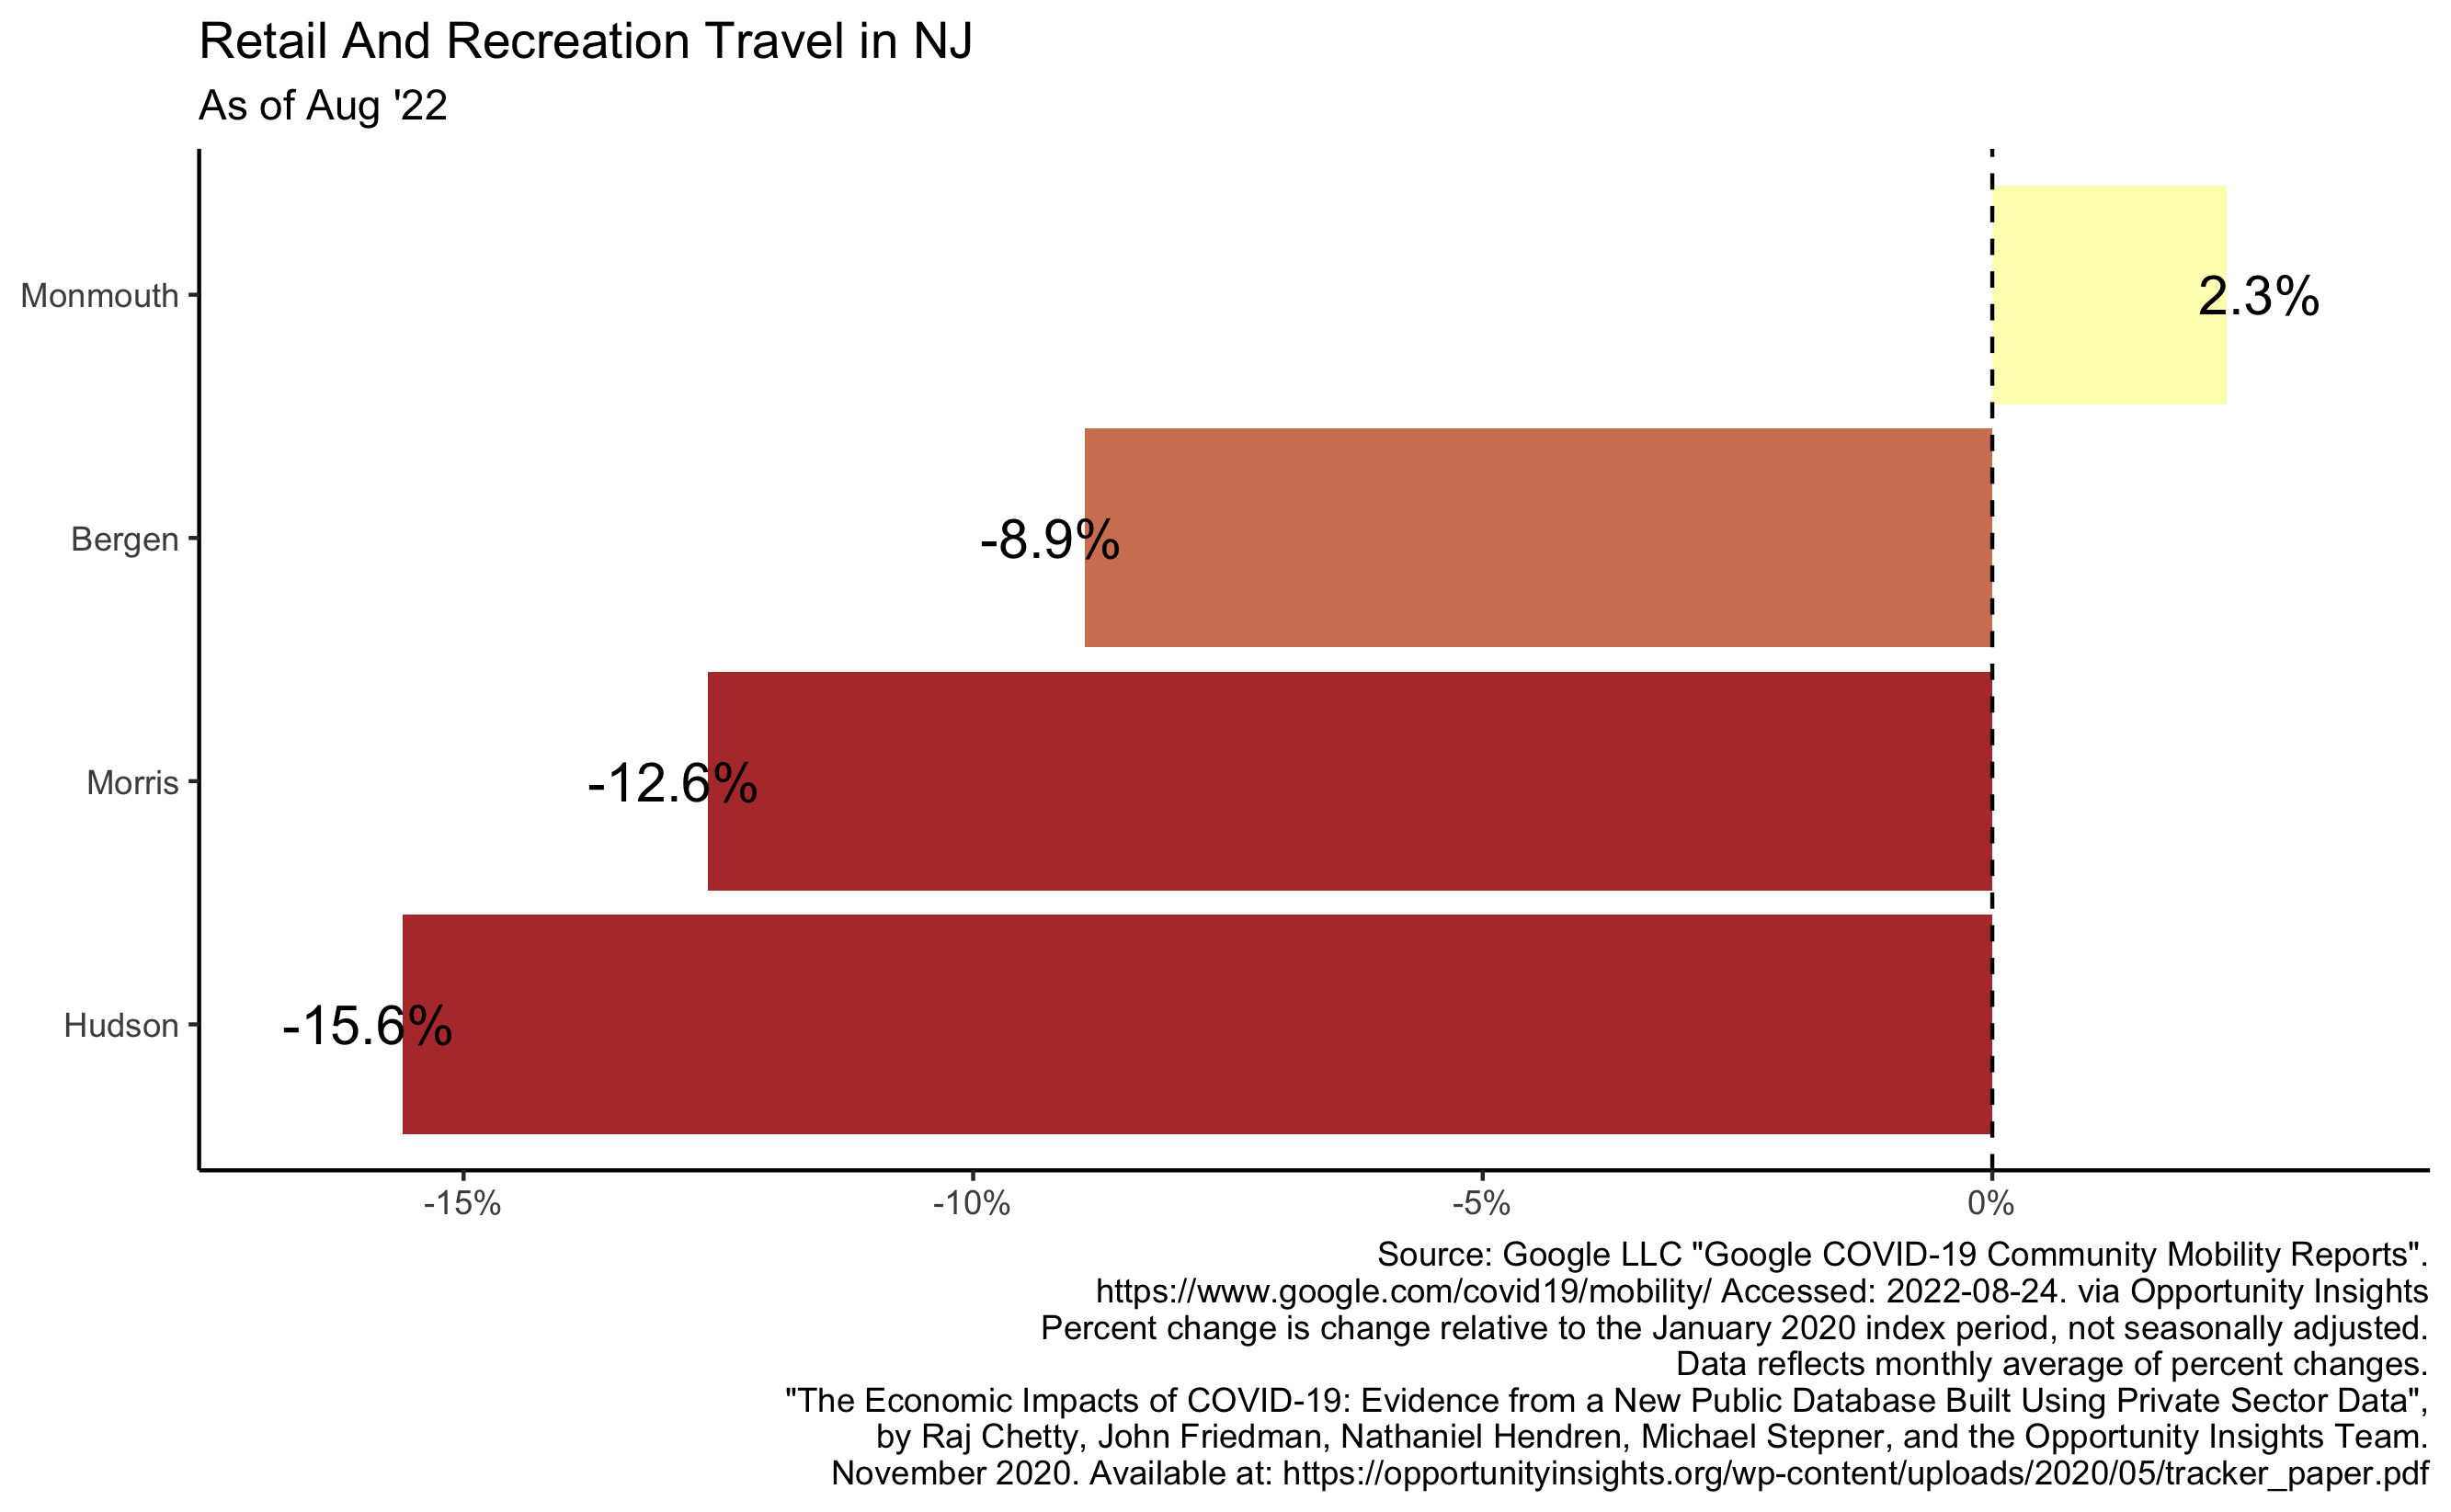 Retail And Recreation Travel in NJ
As of Aug '22
Monmouth
2.3%
Bergen
-8.9%
Morris
-12.6%
Hudson
-15.6%
-15%
-10%
-5%
0%
Source: Google LLC "Google COVID-19 Community Mobility Reports".
https://www.google.com/covid19/mobility/ Accessed: 2022-08-24. via Opportunity Insights
Percent change is change relative to the January 2020 index period, not seasonally adjusted.
Data reflects monthly average of percent changes.
"The Economic Impacts of COVID-19: Evidence from a New Public Database Built Using Private Sector Data",
by Raj Chetty, John Friedman, Nathaniel Hendren, Michael Stepner, and the Opportunity Insights Team.
November 2020. Available at: https://opportunityinsights.org/wp-content/uploads/2020/05/tracker_paper.pdf